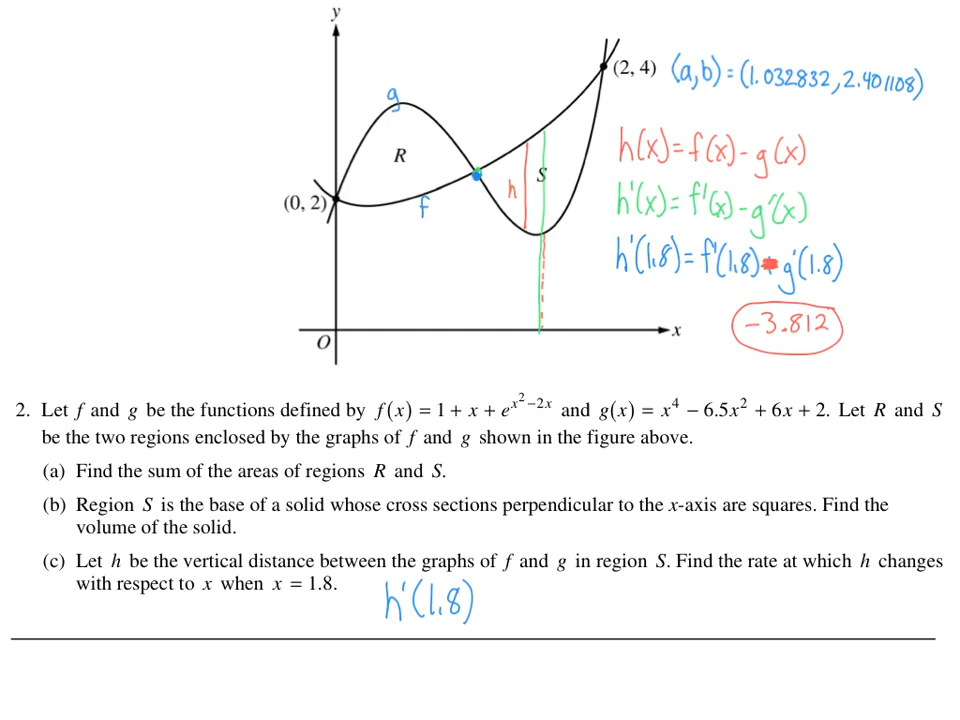 y
g
(2, 4) (a,b) = (1.032832, 2.401108)
R
S
h(x) = f(x) - g(x)
h
f
(0, 2)
h'(x) = f'(x) - g'(x)
h'(1.8) = f'(1.8) - g'(1.8)
-3.812
x
O
2. Let f and g be the functions defined by f(x) = 1 + x + e^{x^2-2x} and g(x) = x^4 − 6.5x^2 + 6x + 2. Let R and S
be the two regions enclosed by the graphs of f and g shown in the figure above.
(a) Find the sum of the areas of regions R and S.
(b) Region S is the base of a solid whose cross sections perpendicular to the x-axis are squares. Find the
volume of the solid.
(c) Let h be the vertical distance between the graphs of f and g in region S. Find the rate at which h changes
with respect to x when x = 1.8.
h'(1.8)